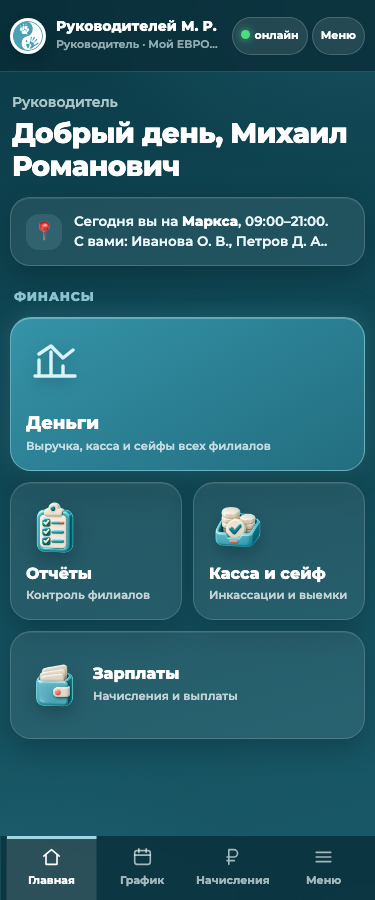 Руководителей М. Р.
Руководитель · Мой ЕВРО...
онлайн
Меню
Руководитель
Добрый день, Михаил
Романович
Сегодня вы на Маркса, 09:00–21:00.
С вами: Иванова О. В., Петров Д. А..
ФИНАНСЫ
Деньги
Выручка, касса и сейфы всех филиалов
Отчёты
Контроль филиалов
Касса и сейф
Инкассации и выемки
Зарплаты
Начисления и выплаты
Главная
График
Начисления
Меню